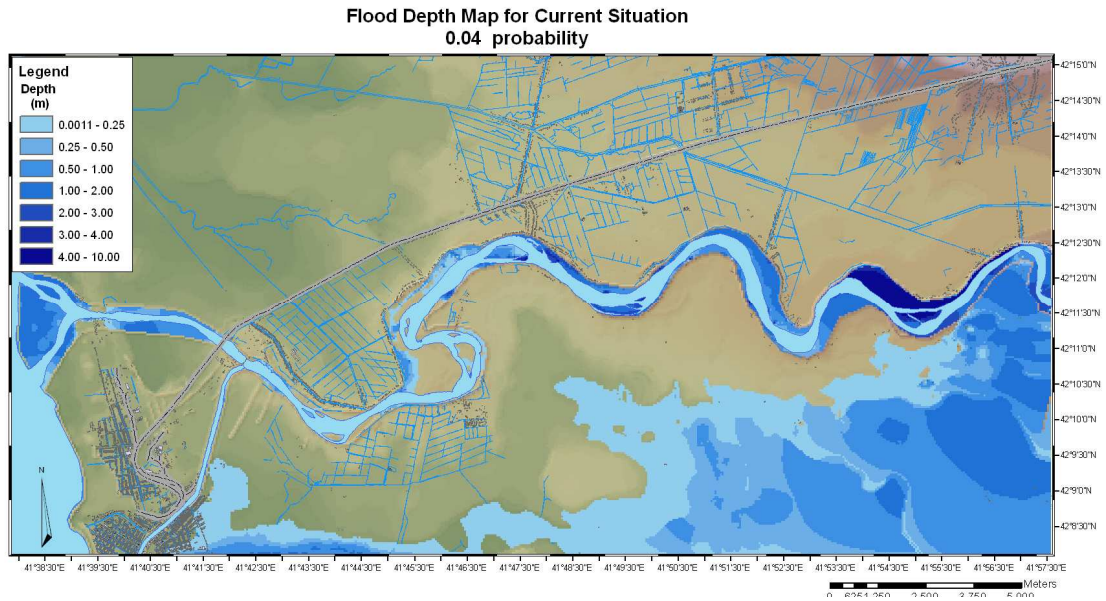 Flood Depth Map for Current Situation
0.04 probability
Legend
Depth
(m)
0.0011 - 0.25
0.25 - 0.50
0.50 - 1.00
1.00 - 2.00
2.00 - 3.00
3.00 - 4.00
4.00 - 10.00
42°15'0"N
42°14'30"N
42°14'0"N
42°13'30"N
42°13'0"N
42°12'30"N
42°12'0"N
42°11'30"N
42°11'0"N
42°10'30"N
42°10'0"N
42°9'30"N
42°9'0"N
42°8'30"N
N
41°38'30"E 41°39'30"E 41°40'30"E 41°41'30"E 41°42'30"E 41°43'30"E 41°44'30"E 41°45'30"E 41°46'30"E 41°47'30"E 41°48'30"E 41°49'30"E 41°50'30"E 41°51'30"E 41°52'30"E 41°53'30"E 41°54'30"E 41°55'30"E 41°56'30"E 41°57'30"E
Meters
0 625 1,250 2,500 3,750 5,000